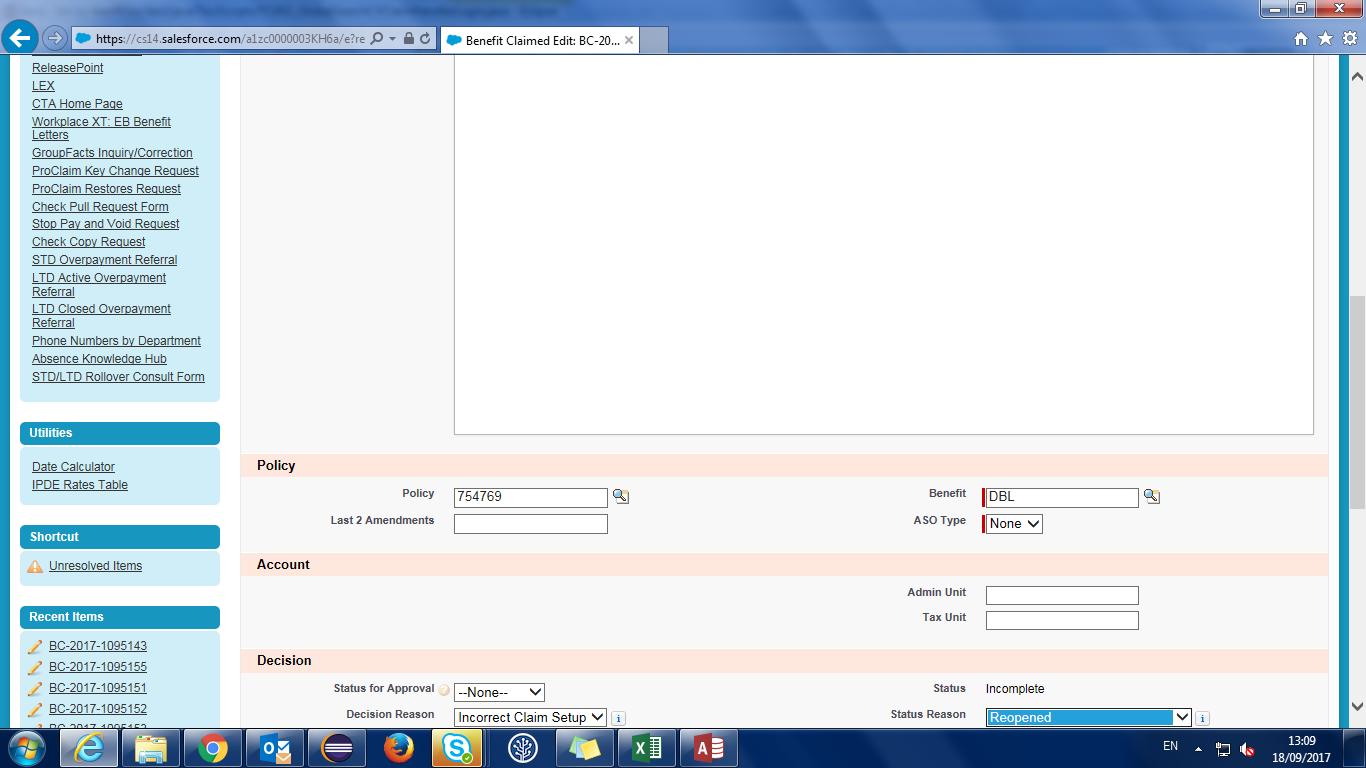 https://cs14.salesforce.com/a1zc0000003KH6a/e?re
Benefit Claimed Edit: BC-20...
ReleasePoint
LEX
CTA Home Page
Workplace XT: EB Benefit
Letters
GroupFacts Inquiry/Correction
ProClaim Key Change Request
ProClaim Restores Request
Check Pull Request Form
Stop Pay and Void Request
Check Copy Request
STD Overpayment Referral
LTD Active Overpayment
Referral
LTD Closed Overpayment
Referral
Phone Numbers by Department
Absence Knowledge Hub
STD/LTD Rollover Consult Form
Utilities
Date Calculator
IPDE Rates Table
Shortcut
Unresolved Items
Recent Items
BC-2017-1095143
BC-2017-1095155
BC-2017-1095151
BC-2017-1095152
Policy
Policy 754769 Benefit DBL
Last 2 Amendments ASO Type None
Account
Admin Unit
Tax Unit
Decision
Status for Approval --None-- Status Incomplete
Decision Reason Incorrect Claim Setup Status Reason Reopened
EN 13:09
18/09/2017